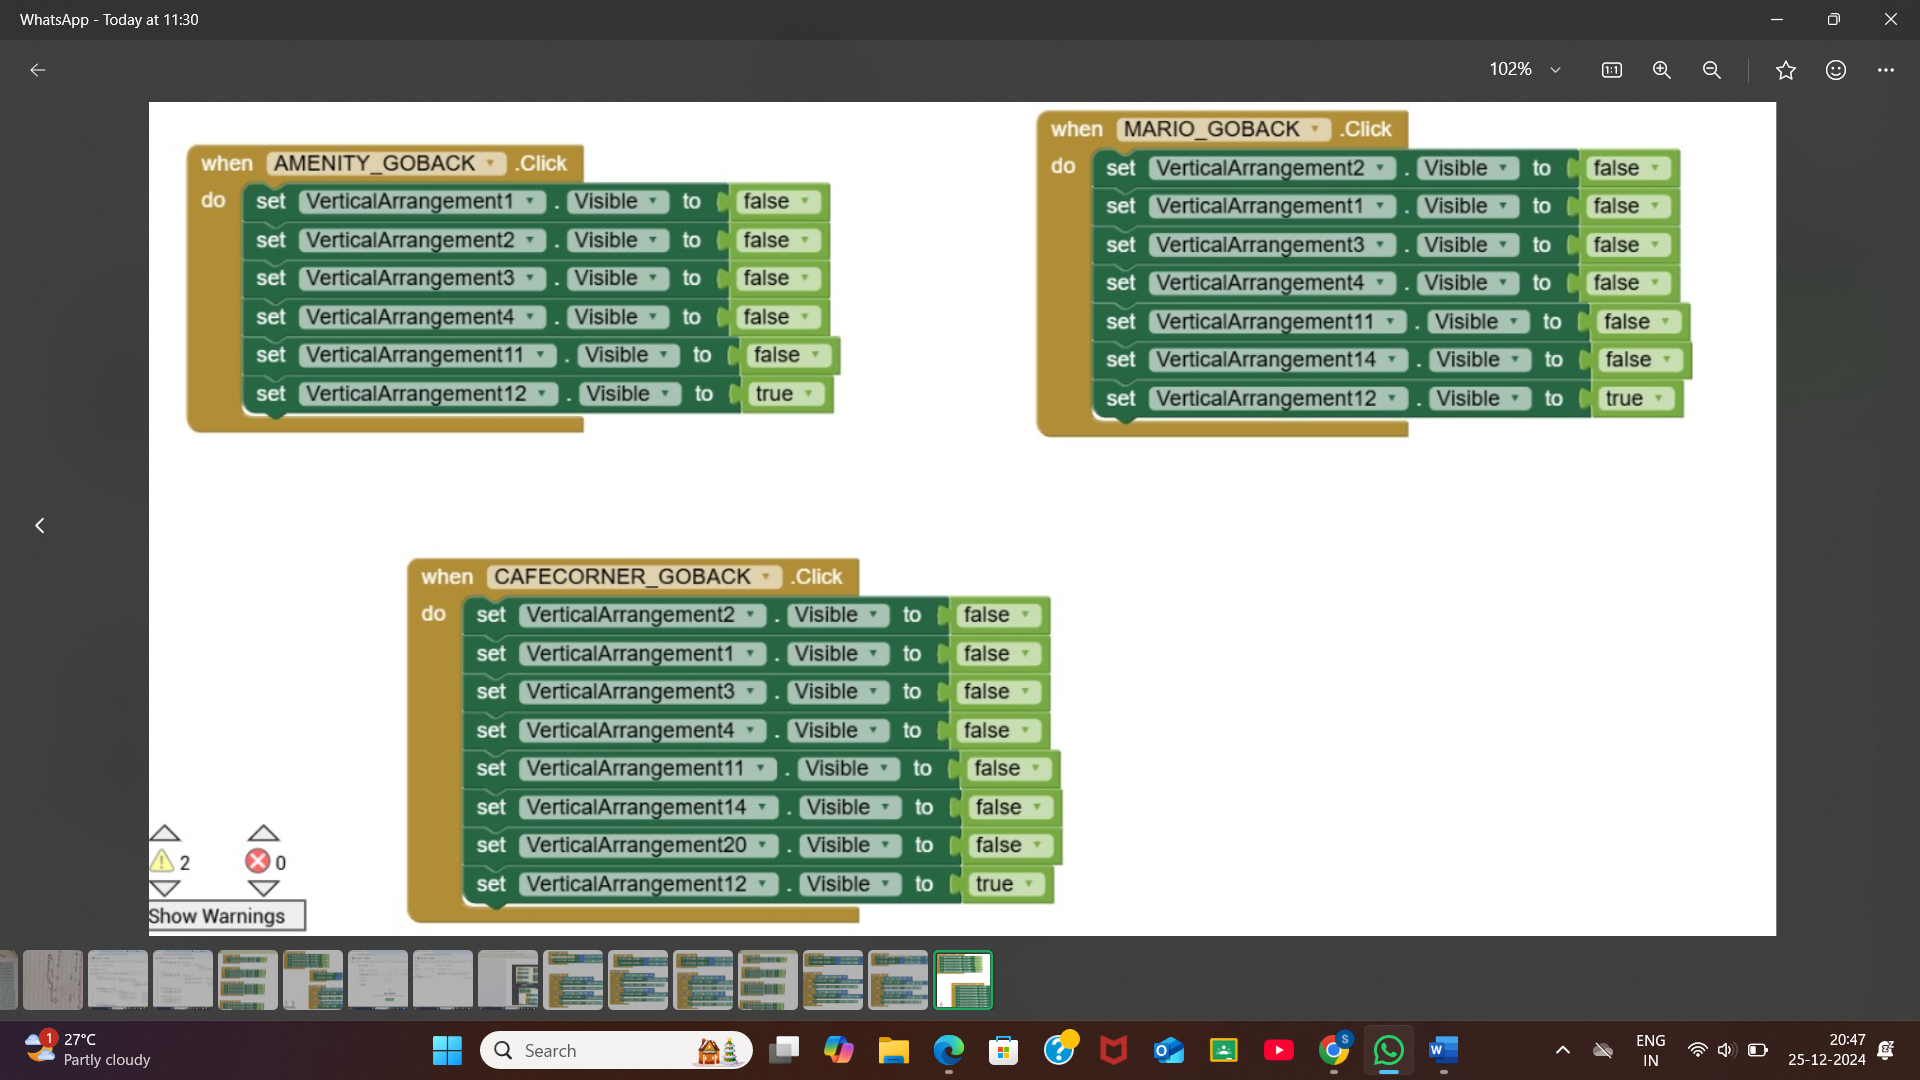 WhatsApp - Today at 11:30
102%
1:1
when AMENITY_GOBACK .Click
do set VerticalArrangement1 . Visible to false
set VerticalArrangement2 . Visible to false
set VerticalArrangement3 . Visible to false
set VerticalArrangement4 . Visible to false
set VerticalArrangement11 . Visible to false
set VerticalArrangement12 . Visible to true
when MARIO_GOBACK .Click
do set VerticalArrangement2 . Visible to false
set VerticalArrangement1 . Visible to false
set VerticalArrangement3 . Visible to false
set VerticalArrangement4 . Visible to false
set VerticalArrangement11 . Visible to false
set VerticalArrangement14 . Visible to false
set VerticalArrangement12 . Visible to true
when CAFECORNER_GOBACK .Click
do set VerticalArrangement2 . Visible to false
set VerticalArrangement1 . Visible to false
set VerticalArrangement3 . Visible to false
set VerticalArrangement4 . Visible to false
set VerticalArrangement11 . Visible to false
set VerticalArrangement14 . Visible to false
set VerticalArrangement20 . Visible to false
set VerticalArrangement12 . Visible to true
2 0
Show Warnings
1
27°C
Partly cloudy
Search
S
ENG
IN
20:47
25-12-2024